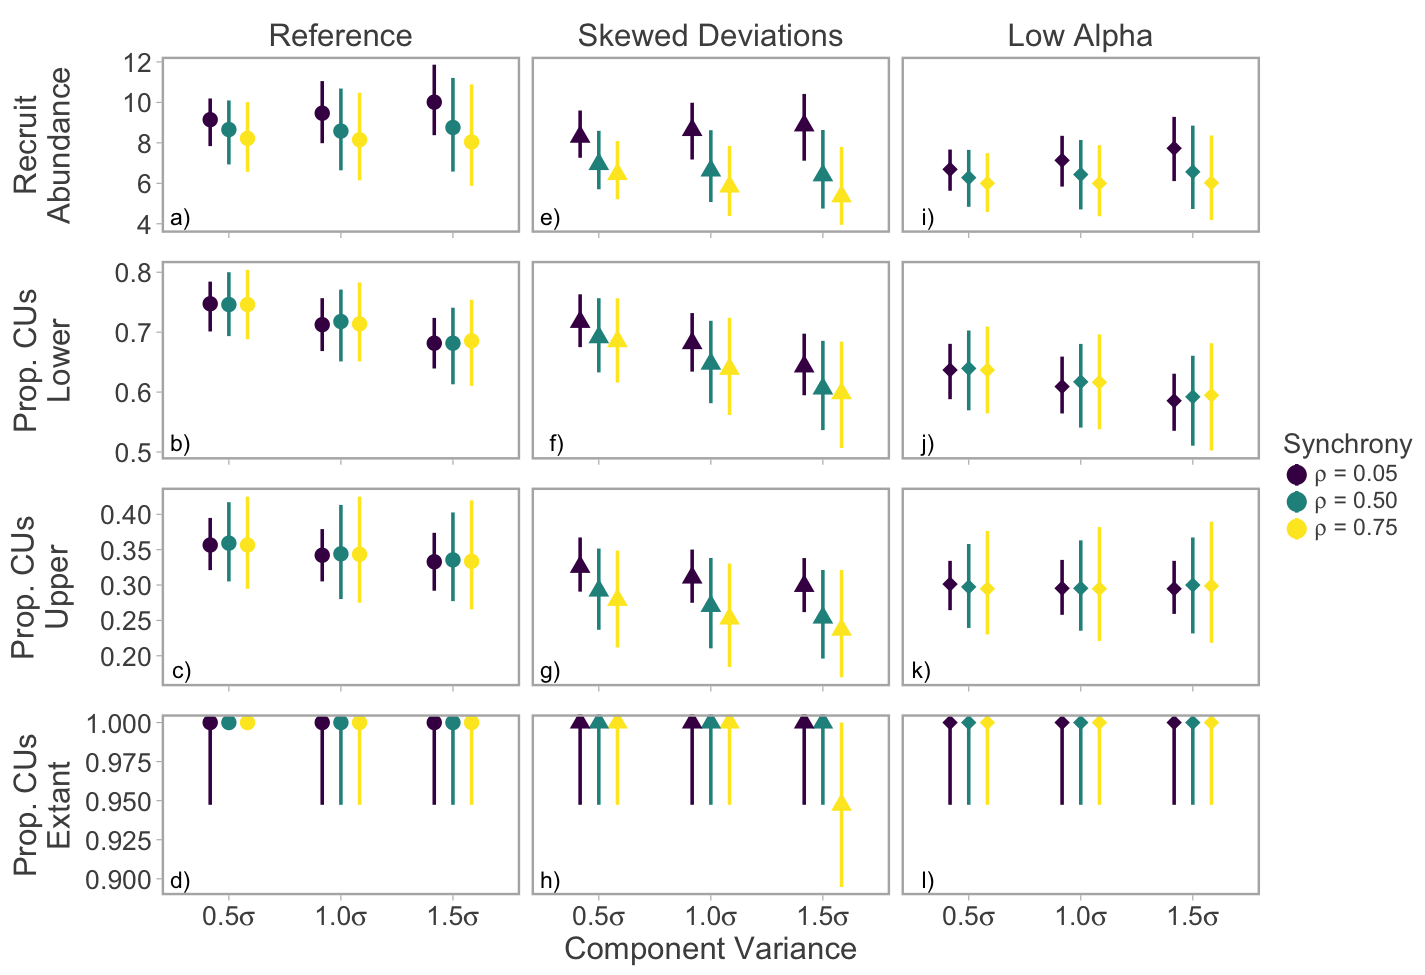 Reference Skewed Deviations Low Alpha
Recruit
Abundance
12
10
8
6
4
a) e) i)
Prop. CUs
Lower
0.8
0.7
0.6
0.5
b) f) j)
Prop. CUs
Upper
0.40
0.35
0.30
0.25
0.20
c) g) k)
Prop. CUs
Extant
1.000
0.975
0.950
0.925
0.900
d) h) l)
0.5σ 1.0σ 1.5σ 0.5σ 1.0σ 1.5σ 0.5σ 1.0σ 1.5σ
Component Variance
Synchrony
ρ = 0.05
ρ = 0.50
ρ = 0.75